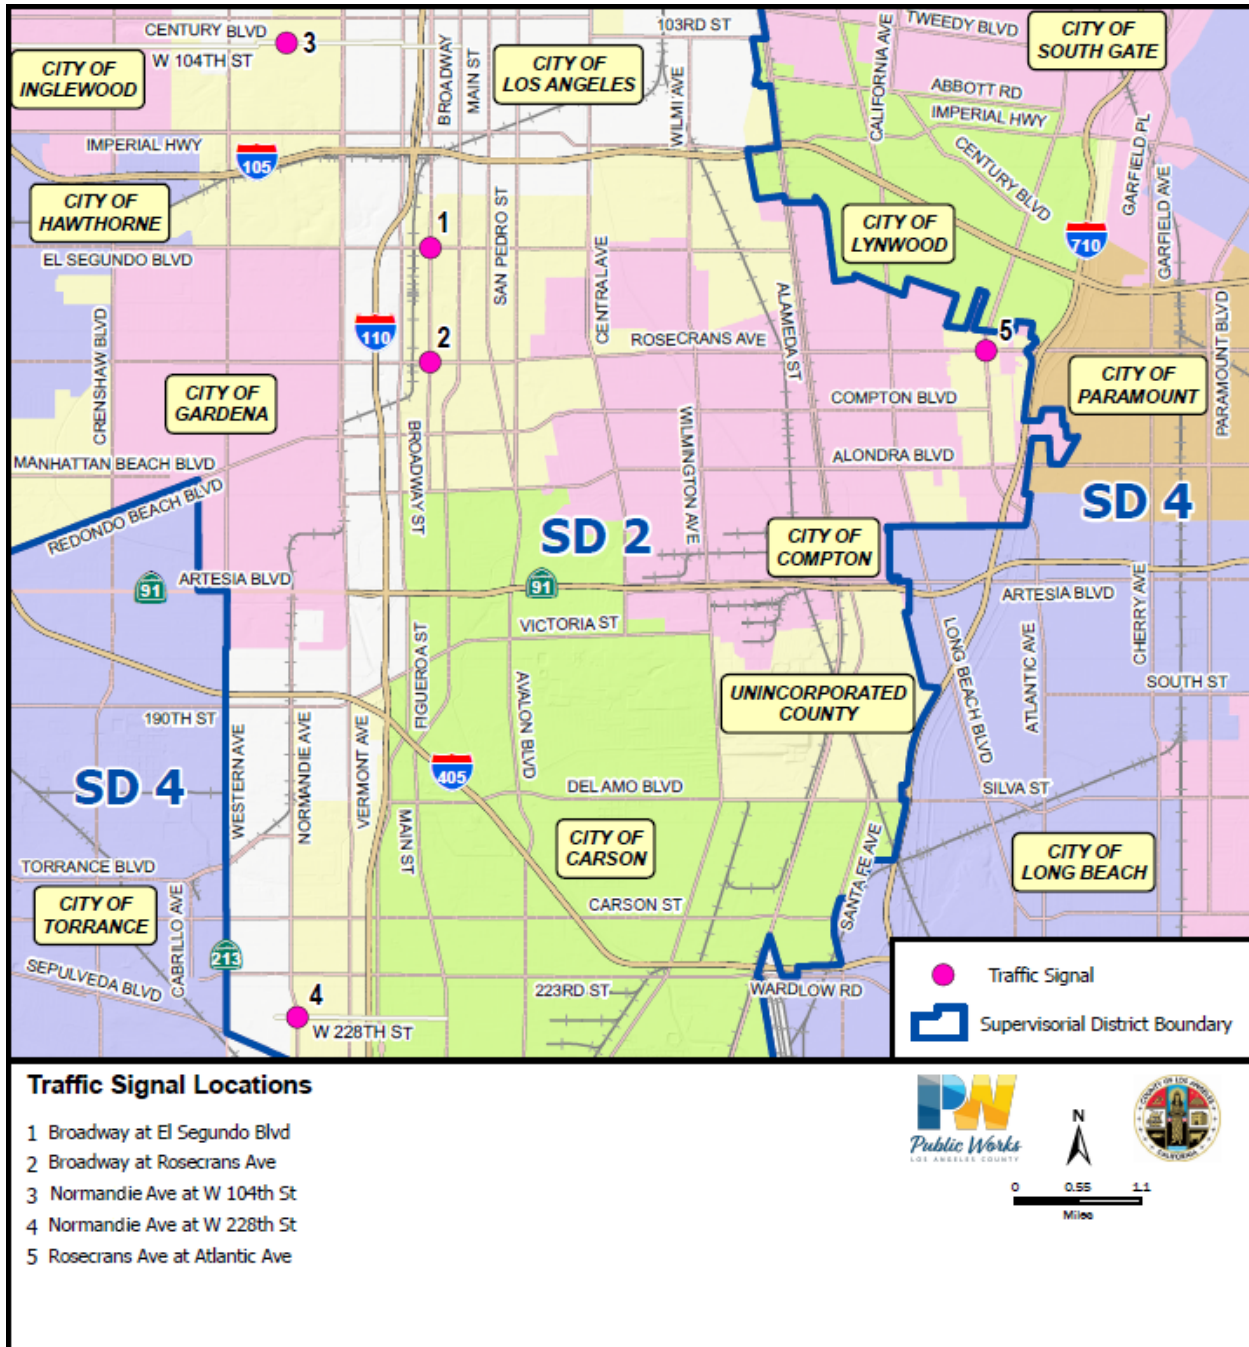 CENTURY BLVD
3
W 104TH ST
103RD ST
TWEEDY BLVD
CITY OF
SOUTH GATE
CITY OF
INGLEWOOD
BROADWAY
MAIN ST
CITY OF
LOS ANGELES
WILMI AVE
CALIFORNIA AVE
ABBOTT RD
IMPERIAL HWY
GARFIELD PL
IMPERIAL HWY
105
CENTURY BLVD
GARFIELD AVE
CITY OF
HAWTHORNE
1
SAN PEDRO ST
CITY OF
LYNWOOD
710
EL SEGUNDO BLVD
CENTRAL AVE
ALAMEDA ST
CRENSHAW BLVD
110
2
ROSECRANS AVE
5
PARAMOUNT BLVD
CITY OF
GARDENA
COMPTON BLVD
CITY OF
PARAMOUNT
BROADWAY ST
WILMINGTON AVE
MANHATTAN BEACH BLVD
ALONDRA BLVD
REDONDO BEACH BLVD
SD 2
SD 4
CITY OF
COMPTON
91
ARTESIA BLVD
91
ARTESIA BLVD
CHERRY AVE
VICTORIA ST
FIGUEROA ST
LONG BEACH BLVD
ATLANTIC AVE
AVALON BLVD
UNINCORPORATED
COUNTY
SOUTH ST
190TH ST
WESTERN AVE
NORMANDIE AVE
VERMONT AVE
SD 4
405
DEL AMO BLVD
SILVA ST
MAIN ST
CITY OF
CARSON
SANTA FE AVE
CITY OF
LONG BEACH
TORRANCE BLVD
CITY OF
TORRANCE
CABRILLO AVE
CARSON ST
213
SEPULVEDA BLVD
223RD ST
WARDLOW RD
4
W 228TH ST
Traffic Signal
Supervisorial District Boundary
Traffic Signal Locations
1 Broadway at El Segundo Blvd
2 Broadway at Rosecrans Ave
3 Normandie Ave at W 104th St
4 Normandie Ave at W 228th St
5 Rosecrans Ave at Atlantic Ave
PW
Public Works
LOS ANGELES COUNTY
N
COUNTY OF LOS ANGELES
CALIFORNIA
0 0.55 1.1
Miles